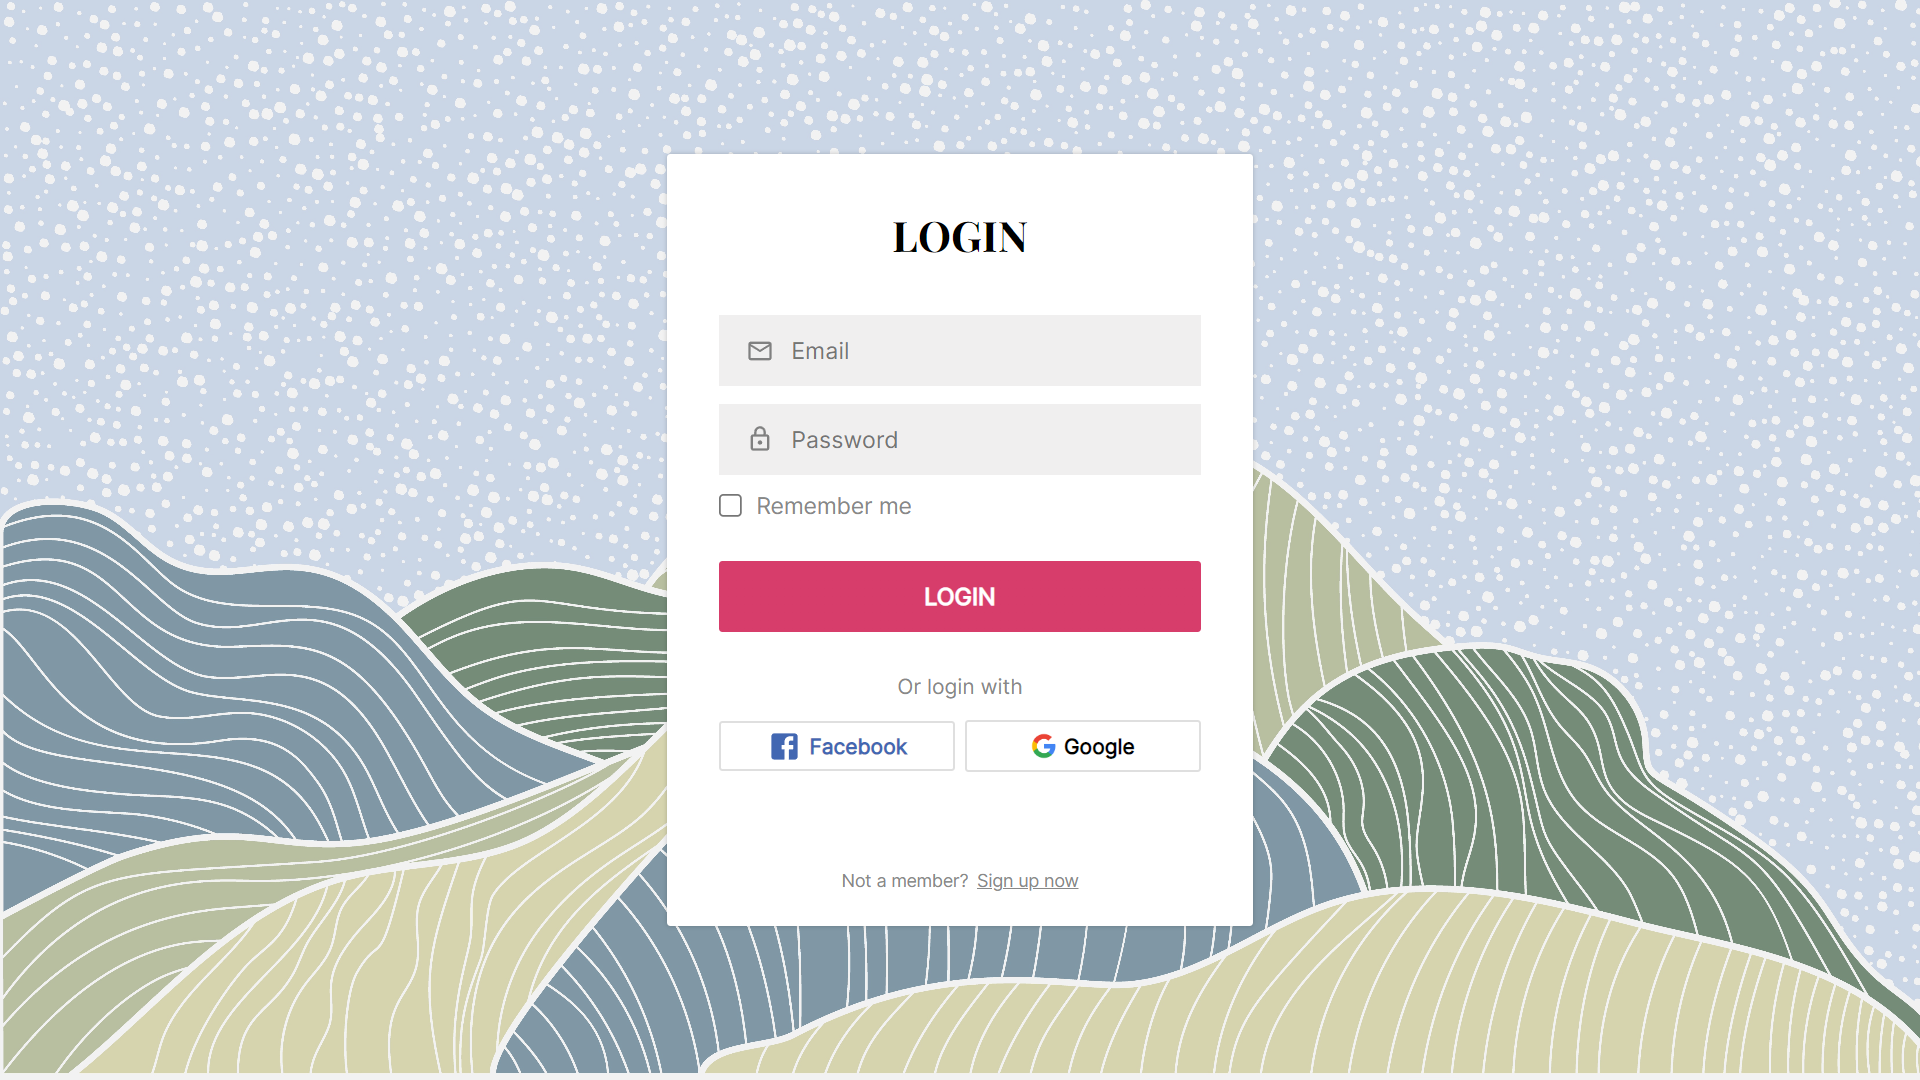 LOGIN
Email
Password
Remember me
LOGIN
Or login with
Facebook Google
Not a member? Sign up now